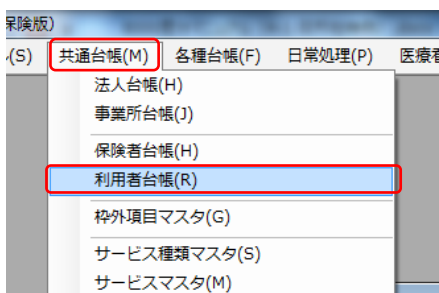 保険版)
(S) 共通台帳(M) 各種台帳(F) 日常処理(P) 医療
法人台帳(H)
事業所台帳(J)
保険者台帳(H)
利用者台帳(R)
枠外項目マスタ(G)
サービス種類マスタ(S)
サービスマスタ(M)